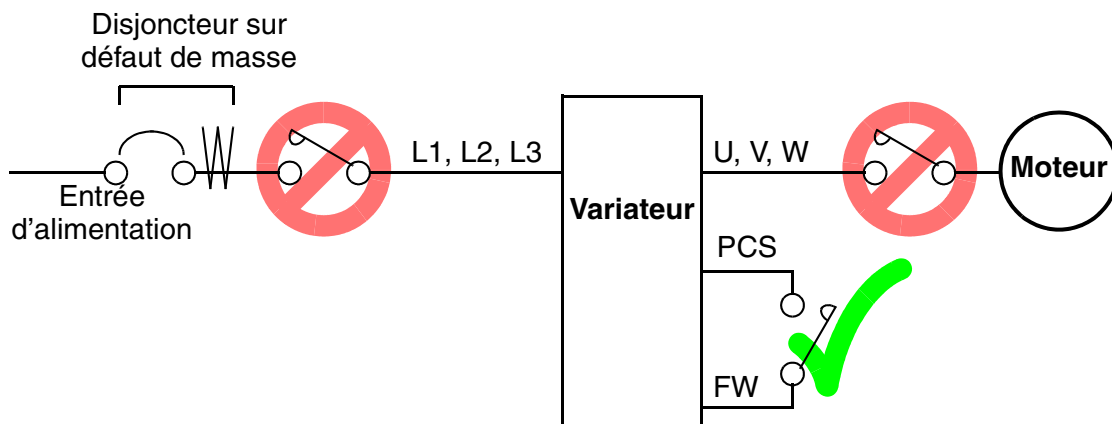 Disjoncteur sur
défaut de masse
L1, L2, L3
U, V, W
Moteur
Entrée
d’alimentation
Variateur
PCS
FW